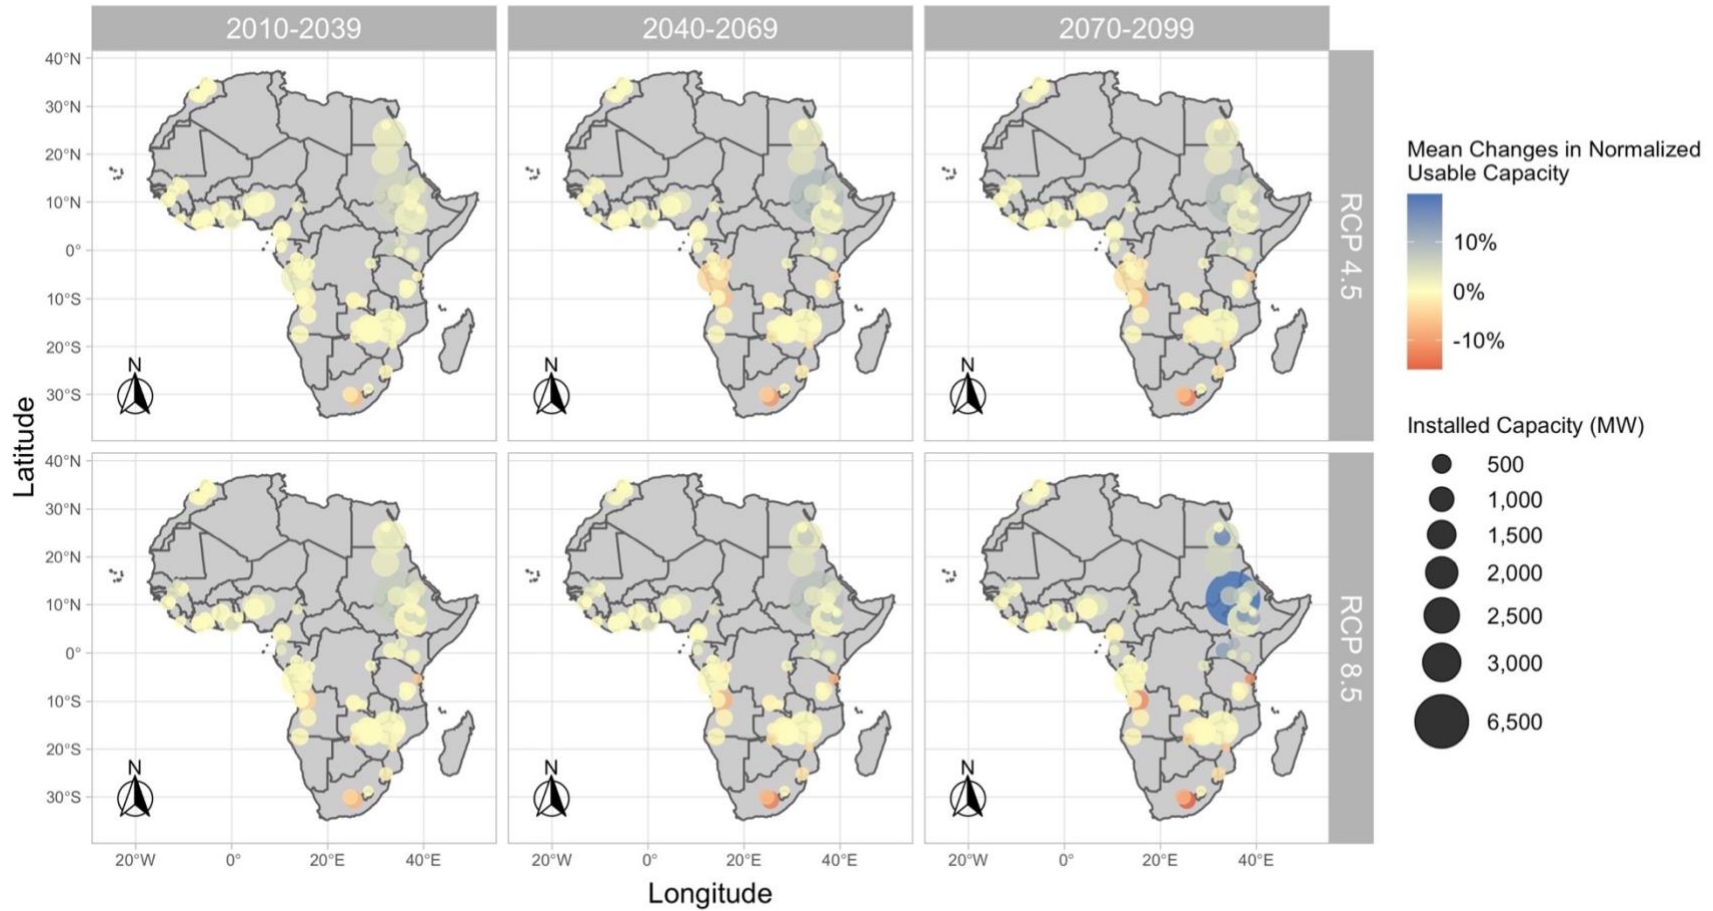 2010-2039
2040-2069
2070-2099
40°N
30°N
20°N
10°N
0°
10°S
20°S
30°S
N
N
N
RCP 4.5
40°N
30°N
20°N
10°N
0°
10°S
20°S
30°S
N
N
N
RCP 8.5
20°W 0° 20°E 40°E
20°W 0° 20°E 40°E
20°W 0° 20°E 40°E
Latitude
Longitude
Mean Changes in Normalized
Usable Capacity
10%
0%
-10%
Installed Capacity (MW)
500
1,000
1,500
2,000
2,500
3,000
6,500